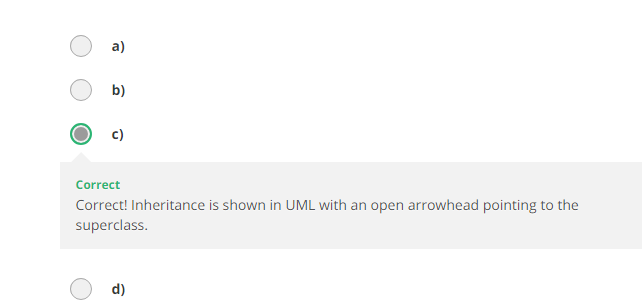 a)
b)
c)
Correct
Correct! Inheritance is shown in UML with an open arrowhead pointing to the
superclass.
d)